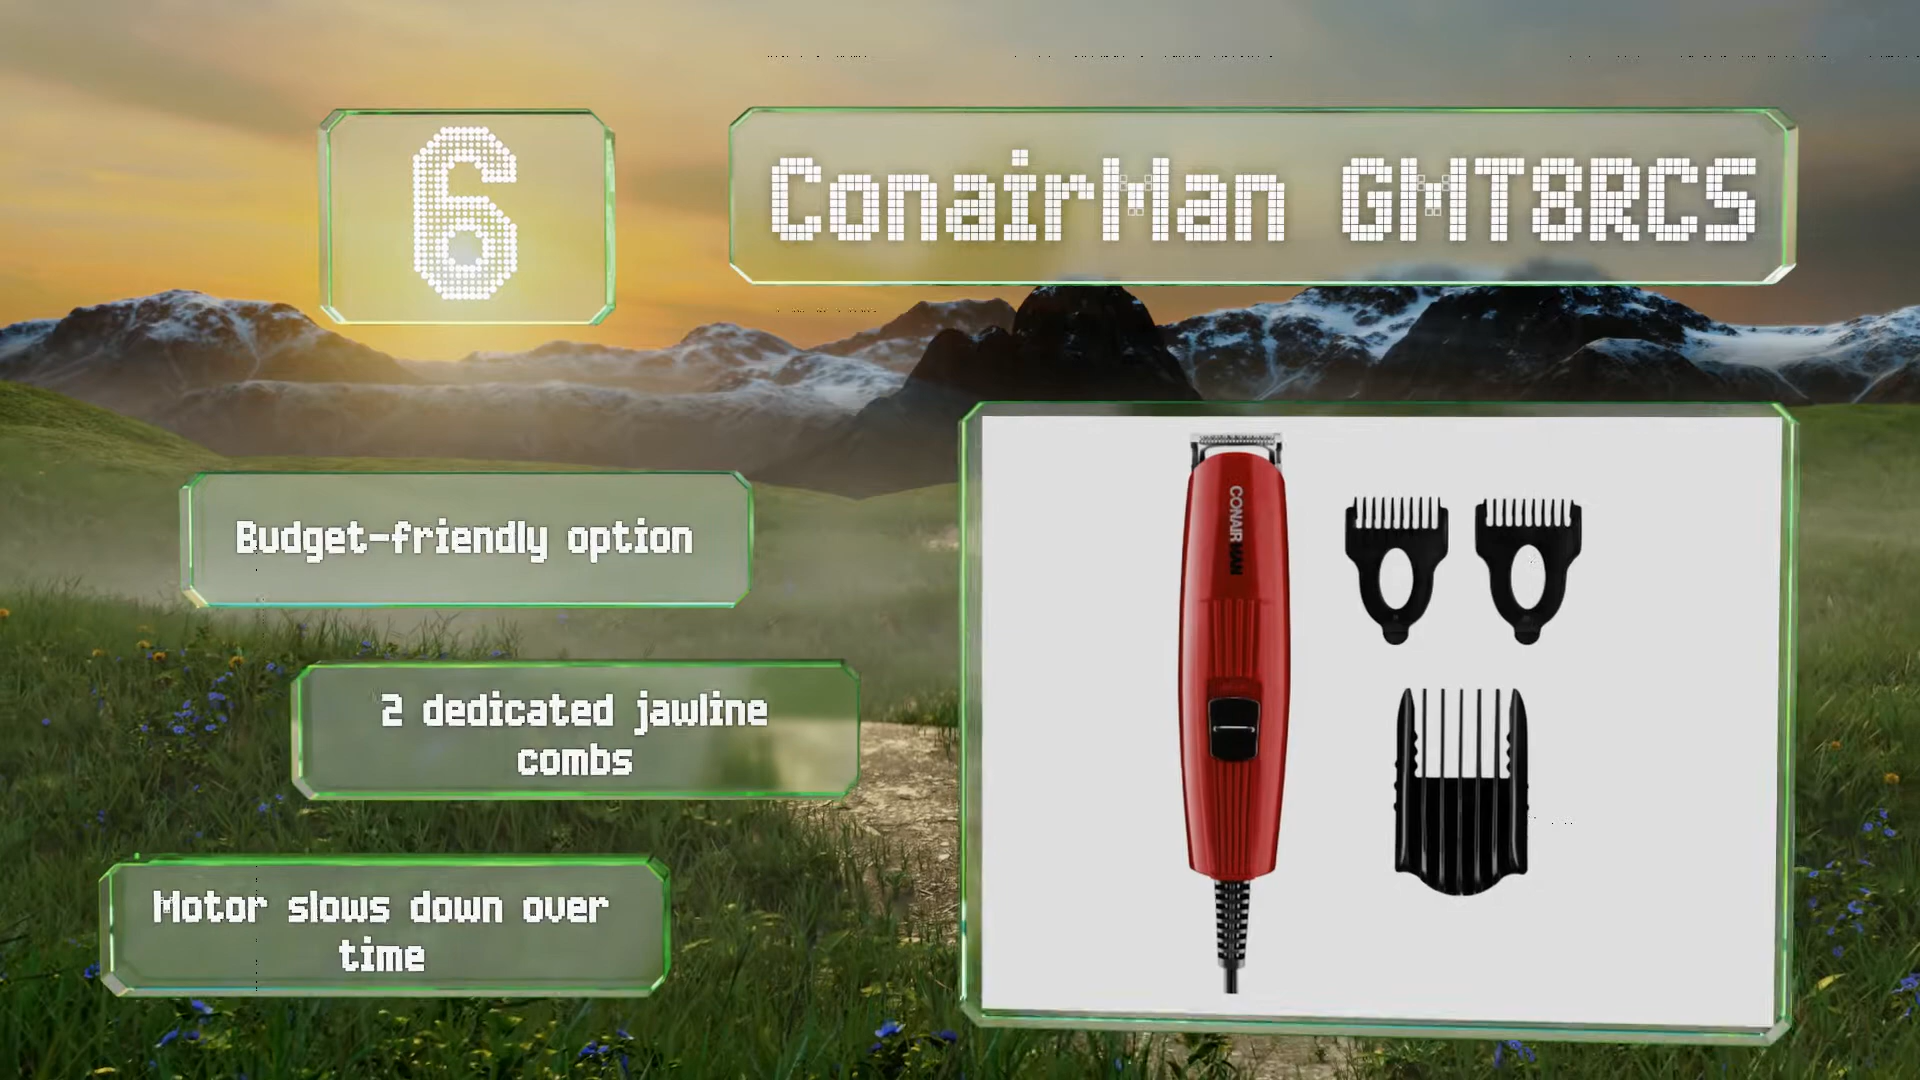 6
ConairMan GMT8RCS
Budget-friendly option
2 dedicated jawline
combs
Motor slows down over
time
CONAIR MAN